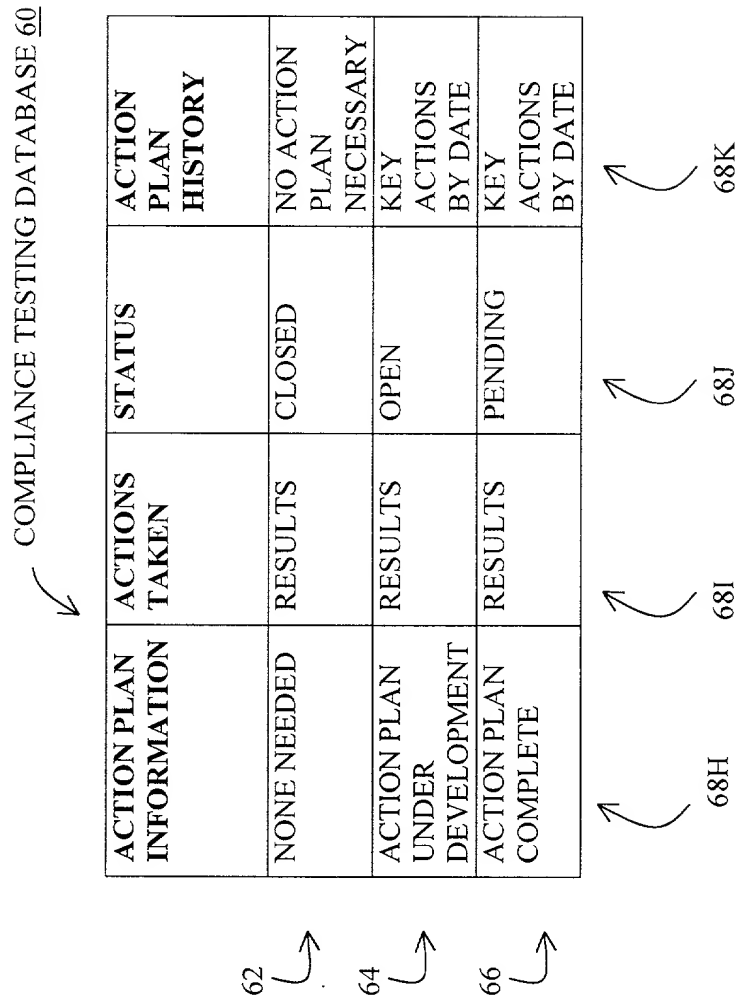 COMPLIANCE TESTING DATABASE 60
ACTION PLAN
INFORMATION
ACTIONS
TAKEN
STATUS
ACTION
PLAN
HISTORY
62
NONE NEEDED
RESULTS
CLOSED
NO ACTION
PLAN
NECESSARY
64
ACTION PLAN
UNDER
DEVELOPMENT
RESULTS
OPEN
KEY
ACTIONS
BY DATE
66
ACTION PLAN
COMPLETE
RESULTS
PENDING
KEY
ACTIONS
BY DATE
68H
68I
68J
68K